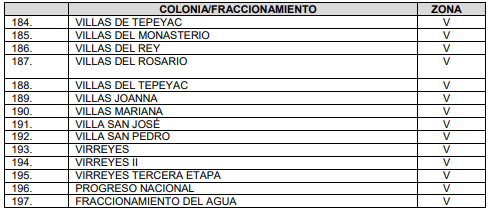 COLONIA/FRACCIONAMIENTO ZONA
184. VILLAS DE TEPEYAC V
185. VILLAS DEL MONASTERIO V
186. VILLAS DEL REY V
187. VILLAS DEL ROSARIO V
188. VILLAS DEL TEPEYAC V
189. VILLAS JOANNA V
190. VILLAS MARIANA V
191. VILLA SAN JOSÉ V
192. VILLA SAN PEDRO V
193. VIRREYES V
194. VIRREYES II V
195. VIRREYES TERCERA ETAPA V
196. PROGRESO NACIONAL V
197. FRACCIONAMIENTO DEL AGUA V